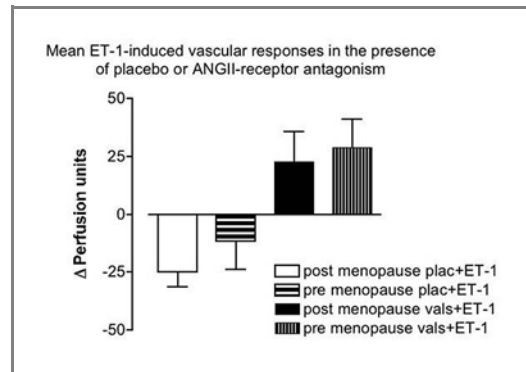 Mean ET-1-induced vascular responses in the presence
of placebo or ANGII-receptor antagonism
50
25
0
-25
-50
Δ Perfusion units
post menopause plac+ET-1
pre menopause plac+ET-1
post menopause vals+ET-1
pre menopause vals+ET-1